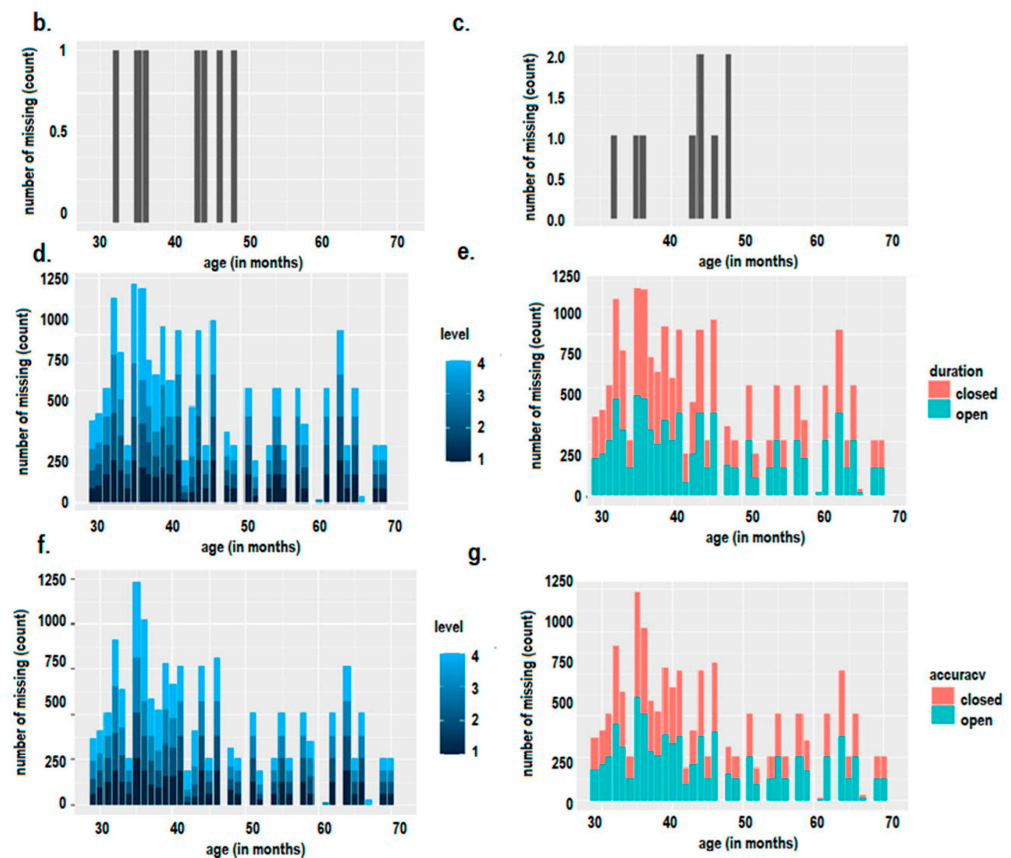 b.
number of missing (count)
1
0.5
0
30 40 50 60 70
age (in months)
c.
number of missing (count)
2.0
1.5
1.0
0.5
0.0
40 50 60 70
age (in months)
d.
number of missing (count)
1250
1000
750
500
250
0
30 40 50 60 70
age (in months)
level
4
3
2
1
e.
number of missing (count)
1250
1000
750
500
250
0
30 40 50 60 70
age (in months)
duration
closed
open
f.
number of missing (count)
1250
1000
750
500
250
0
30 40 50 60 70
age (in months)
level
4
3
2
1
g.
number of missing (count)
1250
1000
750
500
250
0
30 40 50 60 70
age (in months)
accuracv
closed
open